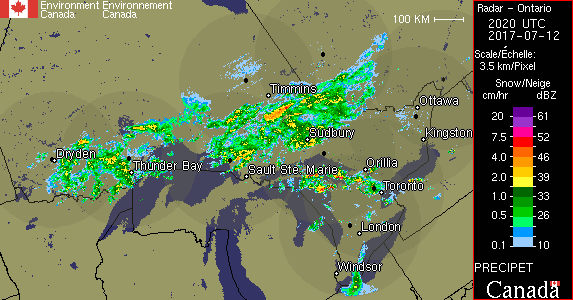 Environment Environnement
Canada Canada
100 KM
Timmins
Ottawa
Sudbury
Kingston
Dryden
Thunder Bay
Sault Ste. Marie
Orillia
Toronto
London
Windsor
Radar - Ontario
2020 UTC
2017-07-12
Scale/Échelle:
3.5 km/Pixel
Snow/Neige
cm/hr dBZ
20 61
7.5 52
4.0 46
2.0 39
1.0 33
0.5 26
0.1 10
PRECIPET
Canada